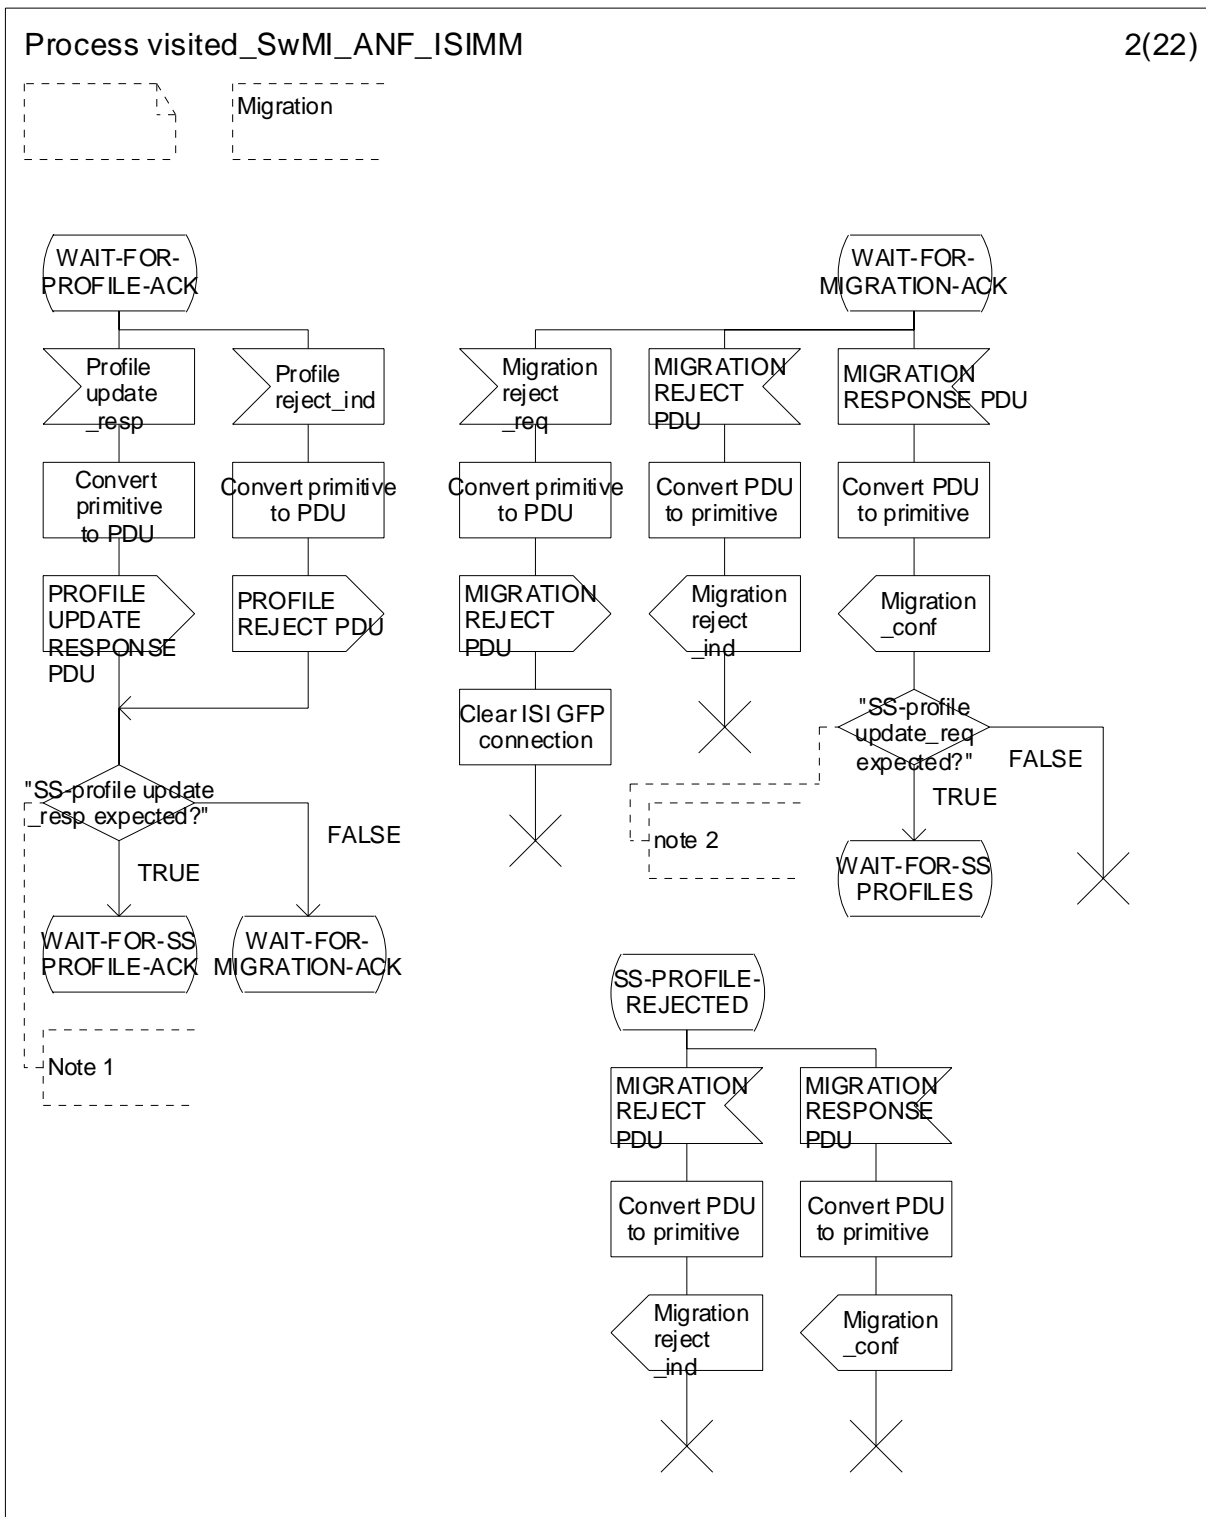 Process visited_SwMI_ANF_ISIMM
2(22)
Migration
WAIT-FOR-
PROFILE-ACK
Profile
update
_resp
Convert
primitive
to PDU
PROFILE
UPDATE
RESPONSE
PDU
Profile
reject_ind
Convert primitive
to PDU
PROFILE
REJECT PDU
"SS-profile update
_resp expected?"
TRUE
FALSE
WAIT-FOR-SS
PROFILE-ACK
WAIT-FOR-
MIGRATION-ACK
Note 1
WAIT-FOR-
MIGRATION-ACK
Migration
reject
_req
Convert primitive
to PDU
MIGRATION
REJECT
PDU
Clear ISI GFP
connection
MIGRATION
REJECT
PDU
Convert PDU
to primitive
Migration
reject
_ind
MIGRATION
RESPONSE PDU
Convert PDU
to primitive
Migration
_conf
"SS-profile
update_req
expected?"
FALSE
TRUE
note 2
WAIT-FOR-SS
PROFILES
SS-PROFILE-
REJECTED
MIGRATION
REJECT
PDU
Convert PDU
to primitive
Migration
reject
_ind
MIGRATION
RESPONSE
PDU
Convert PDU
to primitive
Migration
_conf